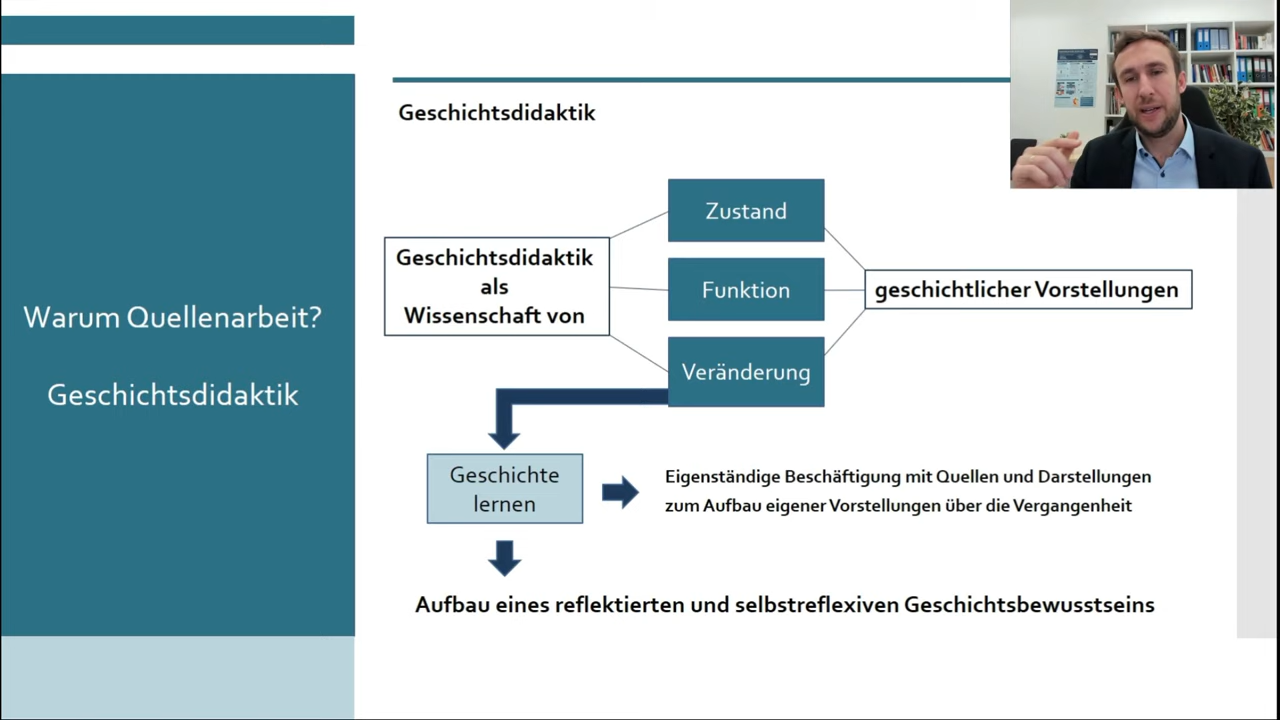 Warum Quellenarbeit?
Geschichtsdidaktik
Geschichtsdidaktik
Geschichtsdidaktik
als
Wissenschaft von
Zustand
Funktion
Veränderung
geschichtlicher Vorstellungen
Geschichte
lernen
Eigenständige Beschäftigung mit Quellen und Darstellungen
zum Aufbau eigener Vorstellungen über die Vergangenheit
Aufbau eines reflektierten und selbstreflexiven Geschichtsbewusstseins